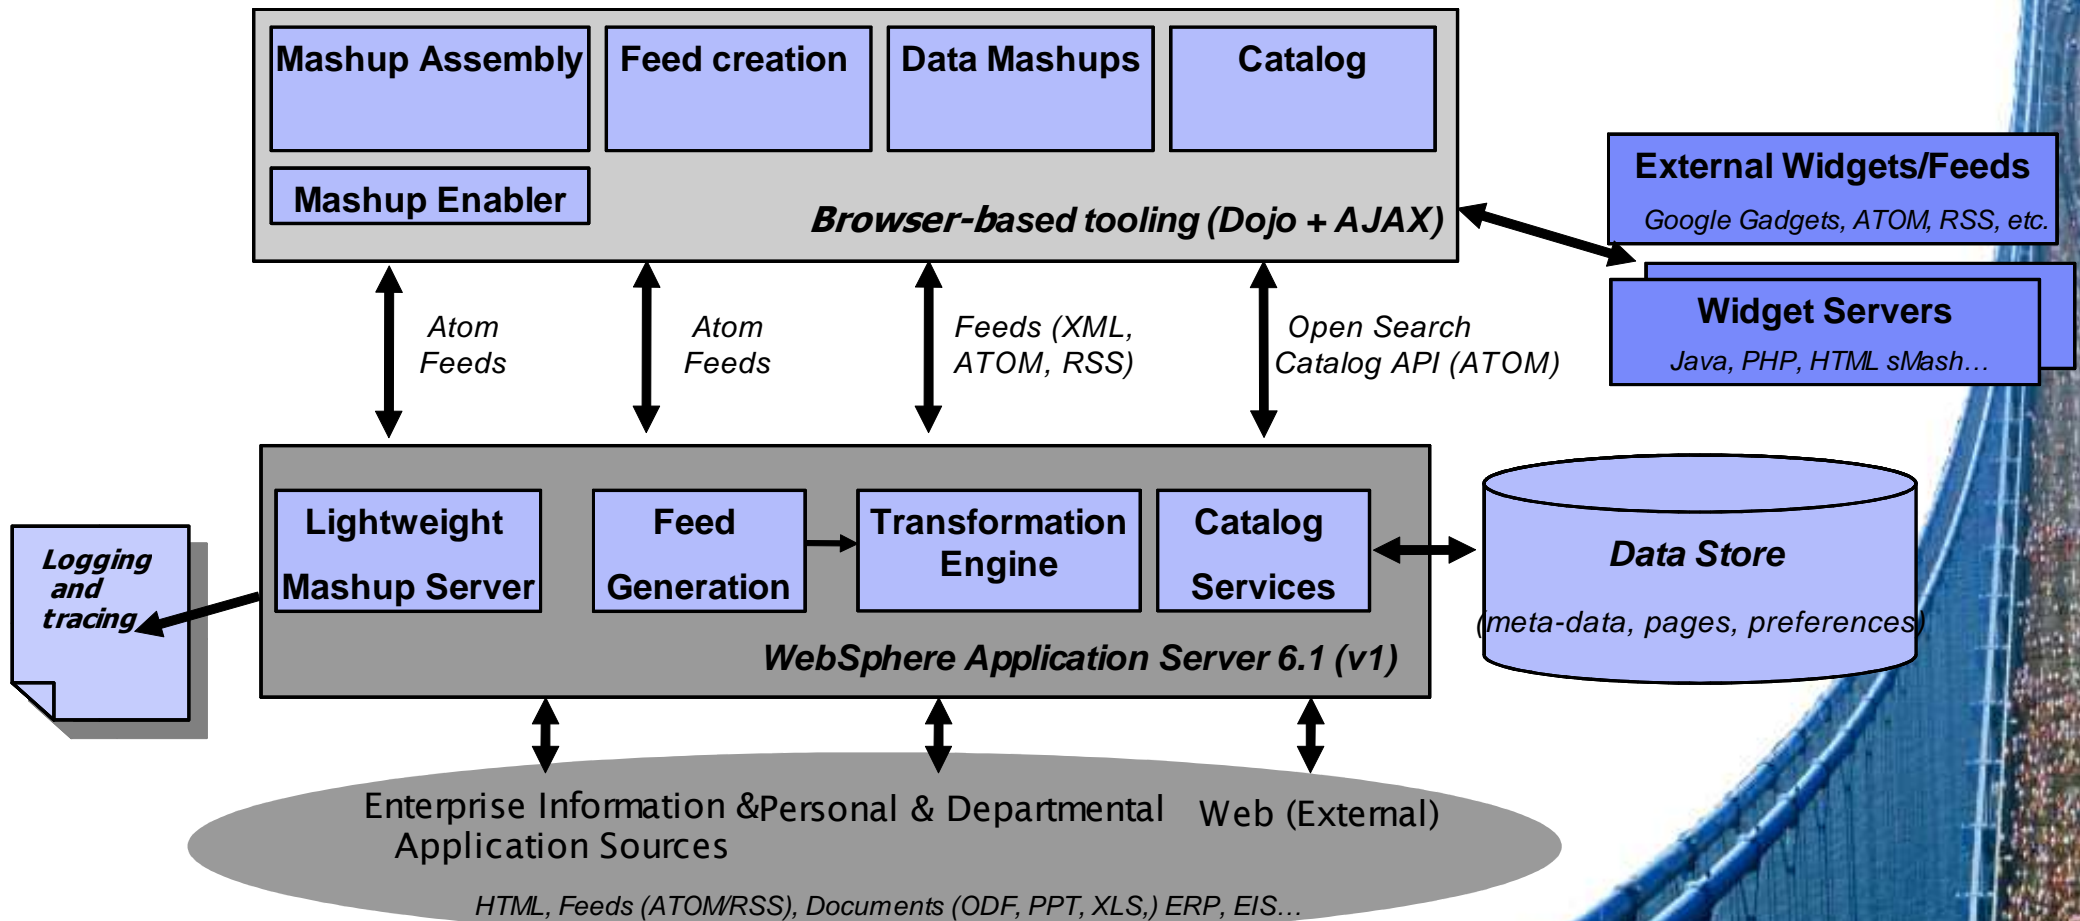 Mashup Assembly
Feed creation
Data Mashups
Catalog
Mashup Enabler
Browser-based tooling (Dojo + AJAX)
External Widgets/Feeds
Google Gadgets, ATOM, RSS, etc.
Widget Servers
Java, PHP, HTML sMash…
Atom
Feeds
Atom
Feeds
Feeds (XML,
ATOM, RSS)
Open Search
Catalog API (ATOM)
Logging
and
tracing
Lightweight
Mashup Server
Feed
Generation
Transformation
Engine
Catalog
Services
WebSphere Application Server 6.1 (v1)
Data Store
(meta-data, pages, preferences)
Enterprise Information &
Application Sources
Personal & Departmental
Web (External)
HTML, Feeds (ATOM/RSS), Documents (ODF, PPT, XLS,) ERP, EIS…